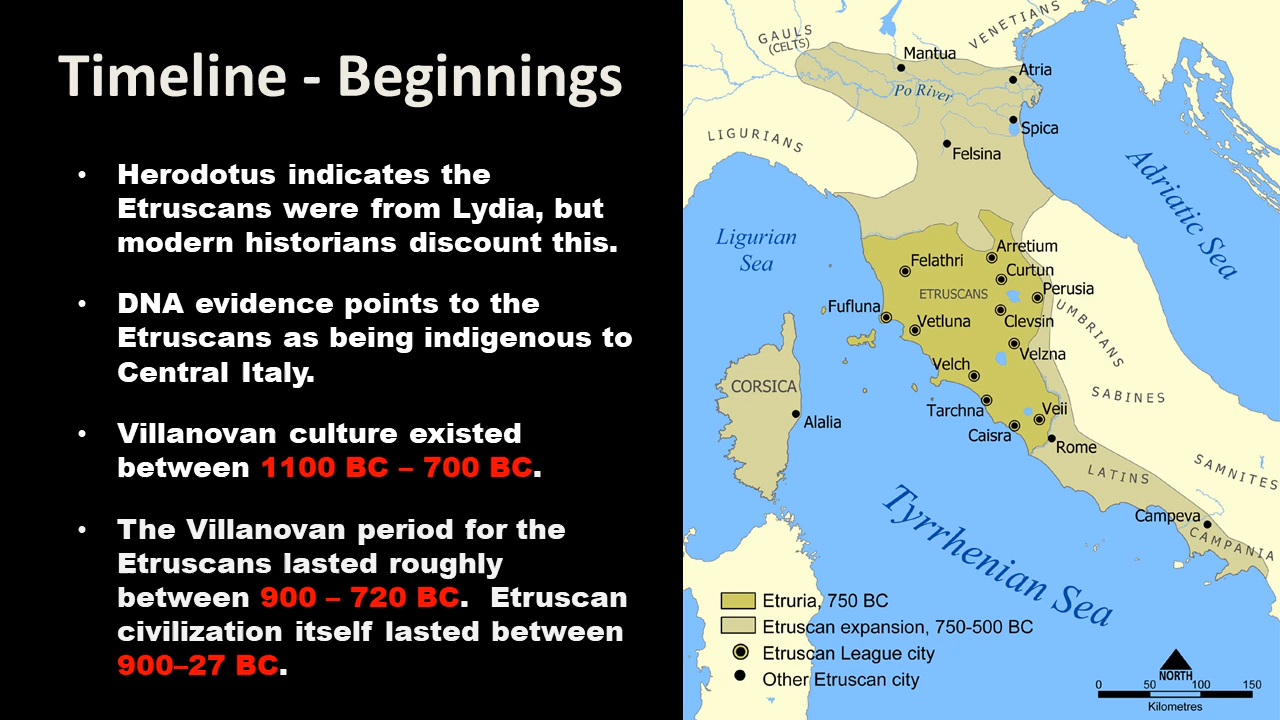 Timeline - Beginnings
• Herodotus indicates the
Etruscans were from Lydia, but
modern historians discount this.
• DNA evidence points to the
Etruscans as being indigenous to
Central Italy.
• Villanovan culture existed
between 1100 BC – 700 BC.
• The Villanovan period for the
Etruscans lasted roughly
between 900 – 720 BC. Etruscan
civilization itself lasted between
900–27 BC.
GAULS
(CELTS)
VENETIANS
Mantua
Atria
Po River
Spica
LIGURIANS
Felsina
Adriatic Sea
Ligurian
Sea
Arretium
Felathri
Curtun
ETRUSCANS
Perusia
Fufluna
Vetluna
Clevsin
UMBRIANS
Velzna
Velch
CORSICA
SABINES
Alalia
Tarchna
Veii
Caisra
Rome
LATINS
SAMNITES
Tyrrhenian Sea
Campeva
CAMPANIA
Etruria, 750 BC
Etruscan expansion, 750-500 BC
Etruscan League city
Other Etruscan city
NORTH
0 50 100 150
Kilometres